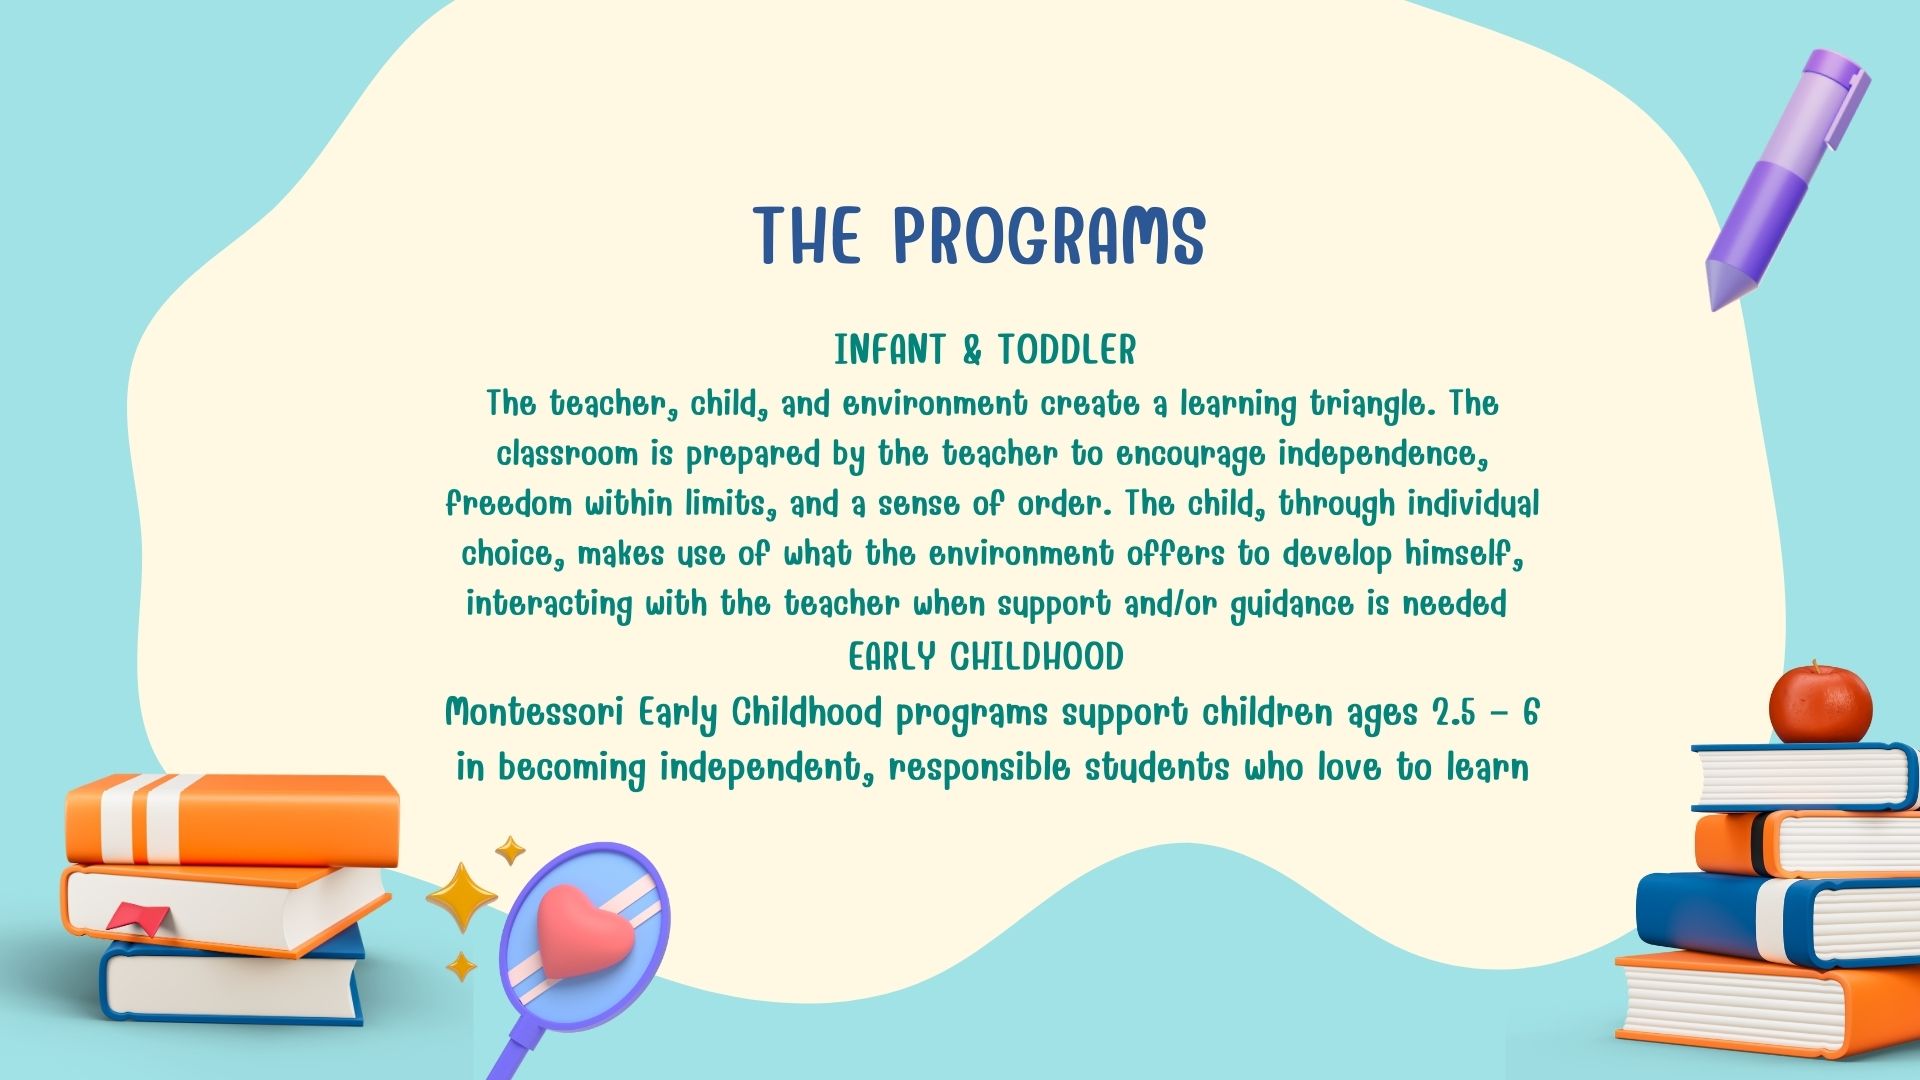 THE PROGRAMS
INFANT & TODDLER
The teacher, child, and environment create a learning triangle. The
classroom is prepared by the teacher to encourage independence,
freedom within limits, and a sense of order. The child, through individual
choice, makes use of what the environment offers to develop himself,
interacting with the teacher when support and/or guidance is needed
EARLY CHILDHOOD
Montessori Early Childhood programs support children ages 2.5 – 6
in becoming independent, responsible students who love to learn